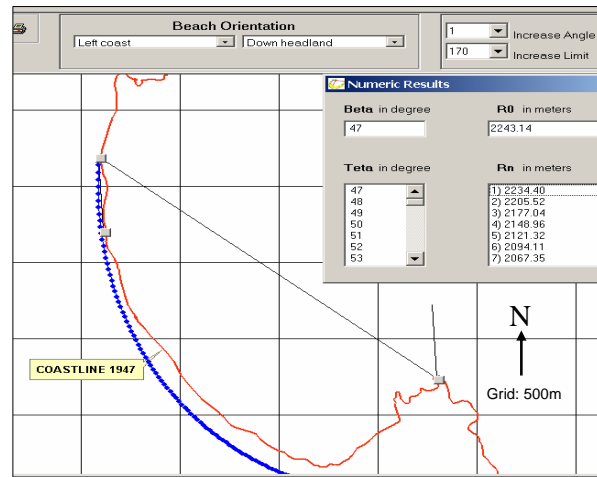 Beach Orientation
Left coast
Down headland
1
Increase Angle
170
Increase Limit
Numeric Results
Beta in degree
R0 in meters
47
2243.14
Teta in degree
Rn in meters
47
48
49
50
51
52
53
1) 2234.40
2) 2205.52
3) 2177.04
4) 2148.96
5) 2121.32
6) 2094.11
7) 2067.35
N
COASTLINE 1947
Grid: 500m